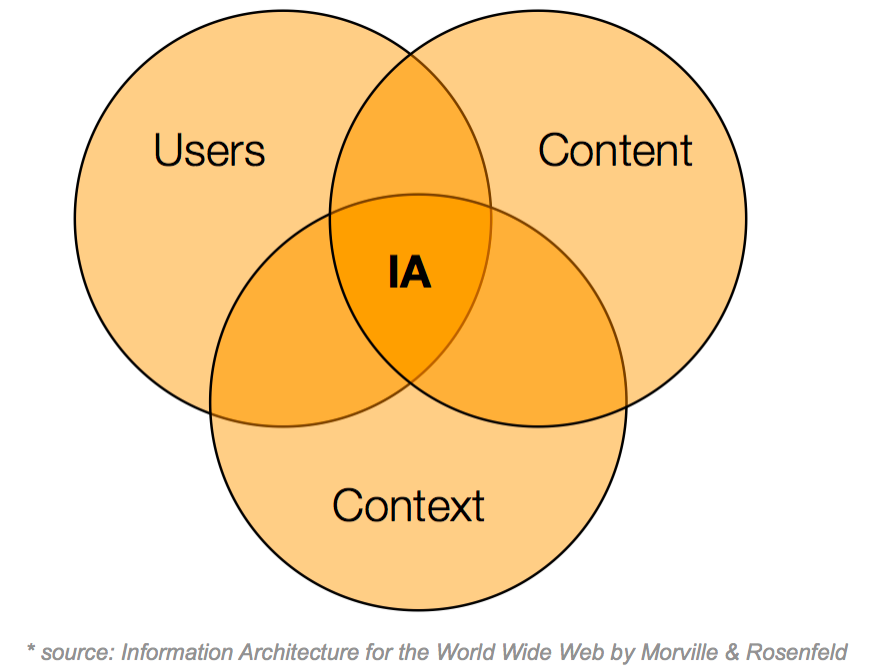 Users
Content
IA
Context
* source: Information Architecture for the World Wide Web by Morville & Rosenfeld